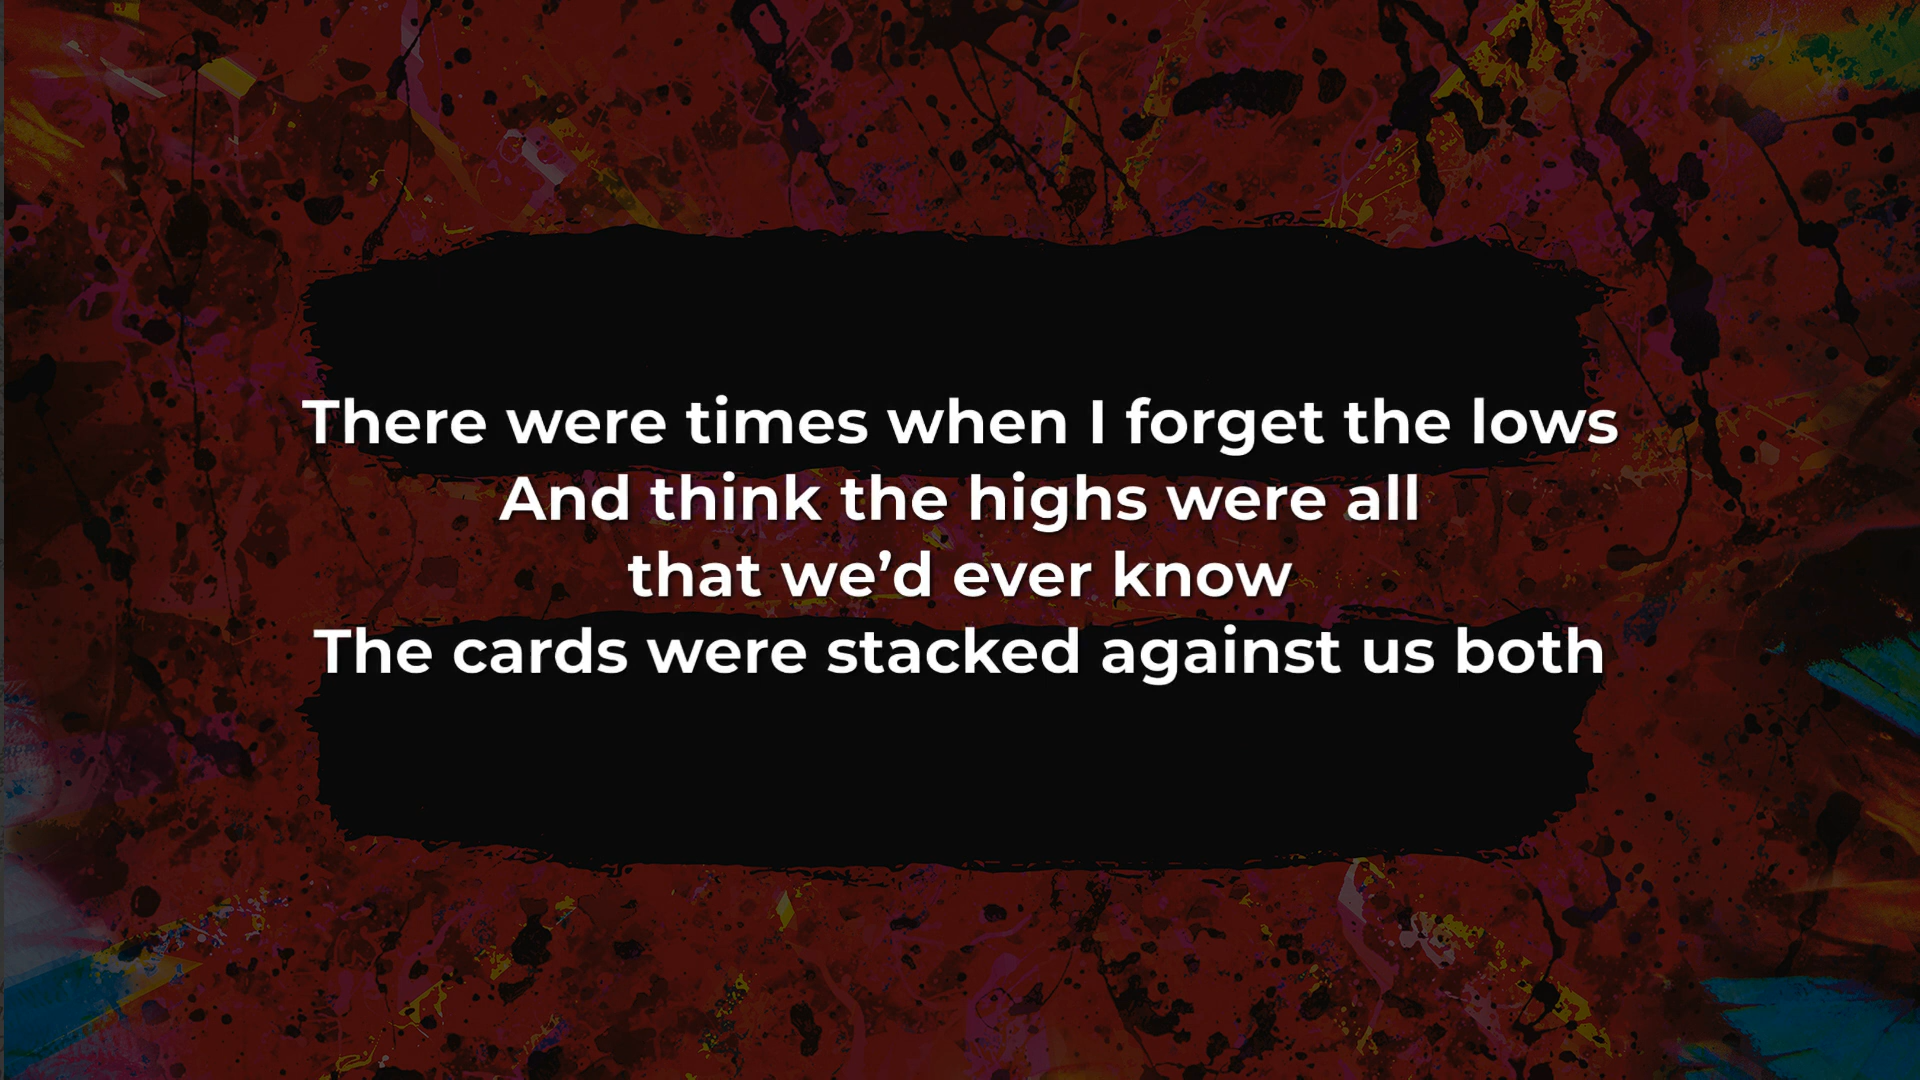 There were times when I forget the lows
And think the highs were all
that we’d ever know
The cards were stacked against us both